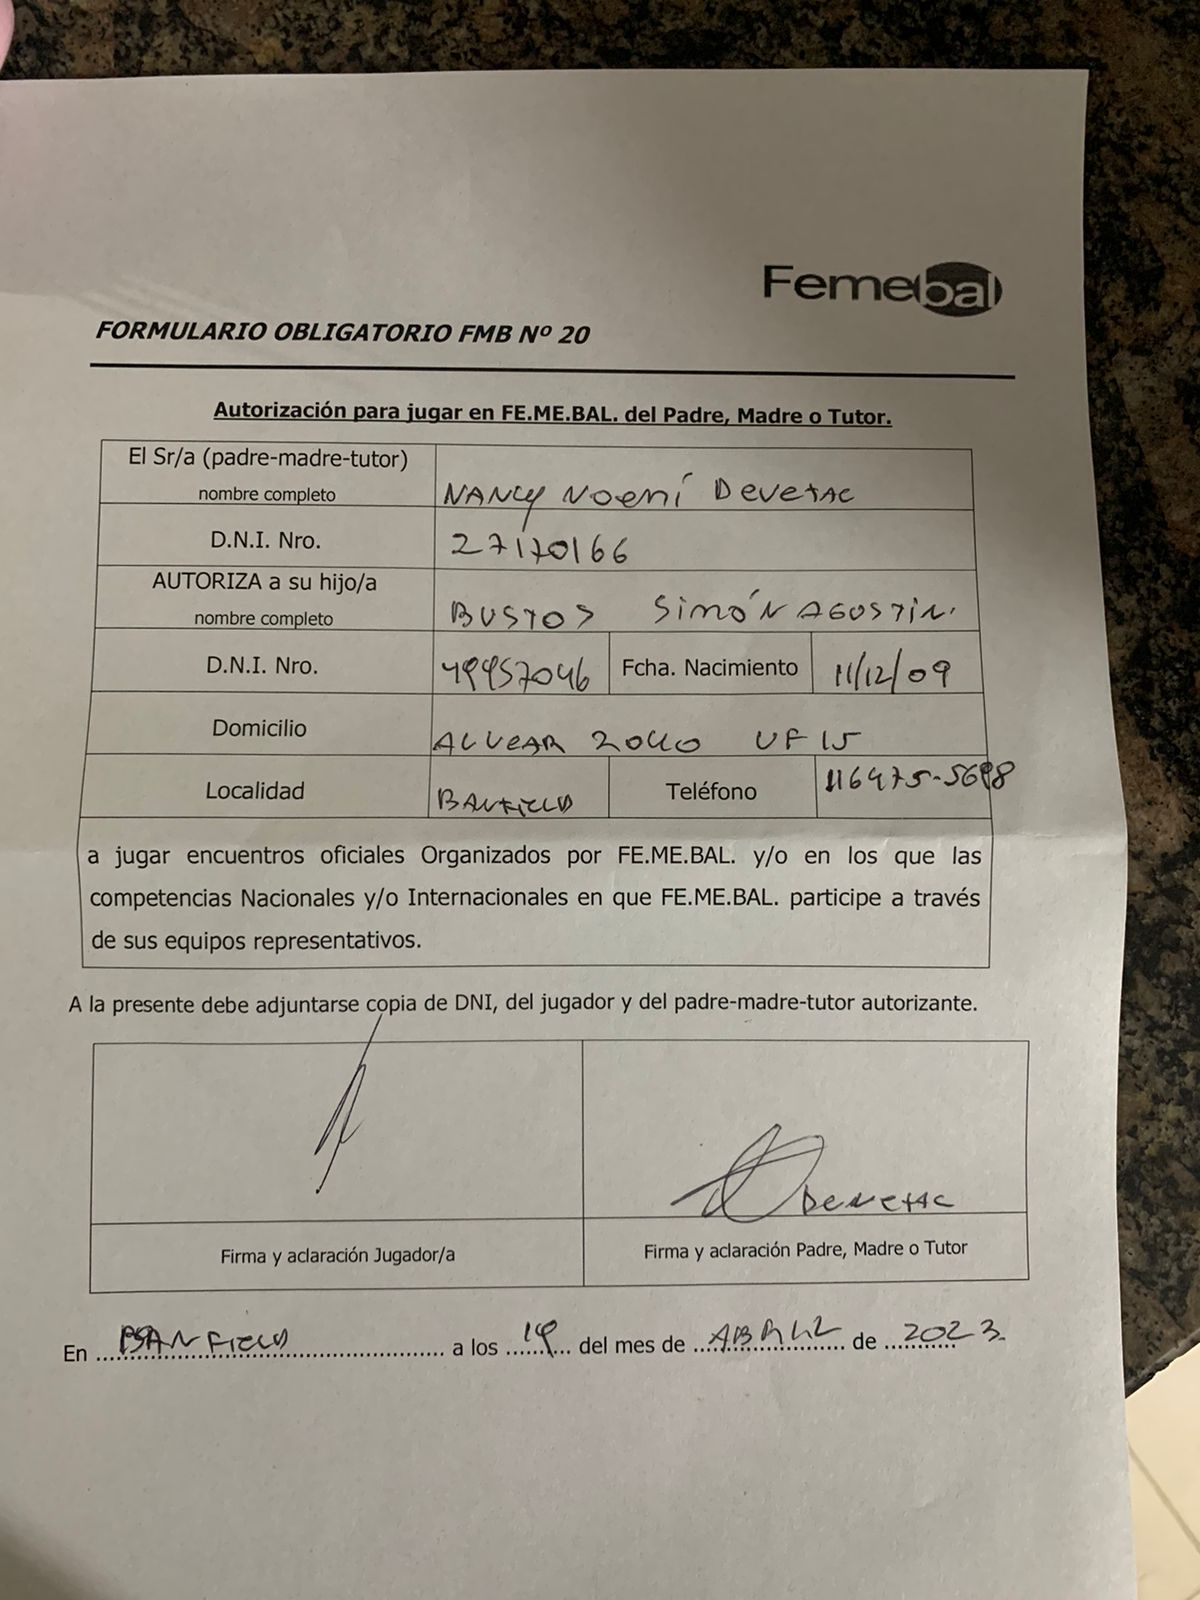 Femebal
FORMULARIO OBLIGATORIO FMB Nº 20
Autorización para jugar en FE.ME.BAL. del Padre, Madre o Tutor.
El Sr/a (padre-madre-tutor)
nombre completo
NANCY NOEMÍ DEVETAC
D.N.I. Nro.
27170166
AUTORIZA a su hijo/a
nombre completo
BUSTOS SIMÓN AGOSTIN.
D.N.I. Nro.
49957046
Fcha. Nacimiento
11/12/09
Domicilio
ALVEAR 2040 UF 15
Localidad
BANFIELD
Teléfono
a jugar encuentros oficiales Organizados por FE.ME.BAL. y/o en los que las
competencias Nacionales y/o Internacionales en que FE.ME.BAL. participe a través
de sus equipos representativos.
A la presente debe adjuntarse copia de DNI, del jugador y del padre-madre-tutor autorizante.
DEVETAC
Firma y aclaración Jugador/a
Firma y aclaración Padre, Madre o Tutor
En BANFIELD a los 19 del mes de ABRIL de 2023.